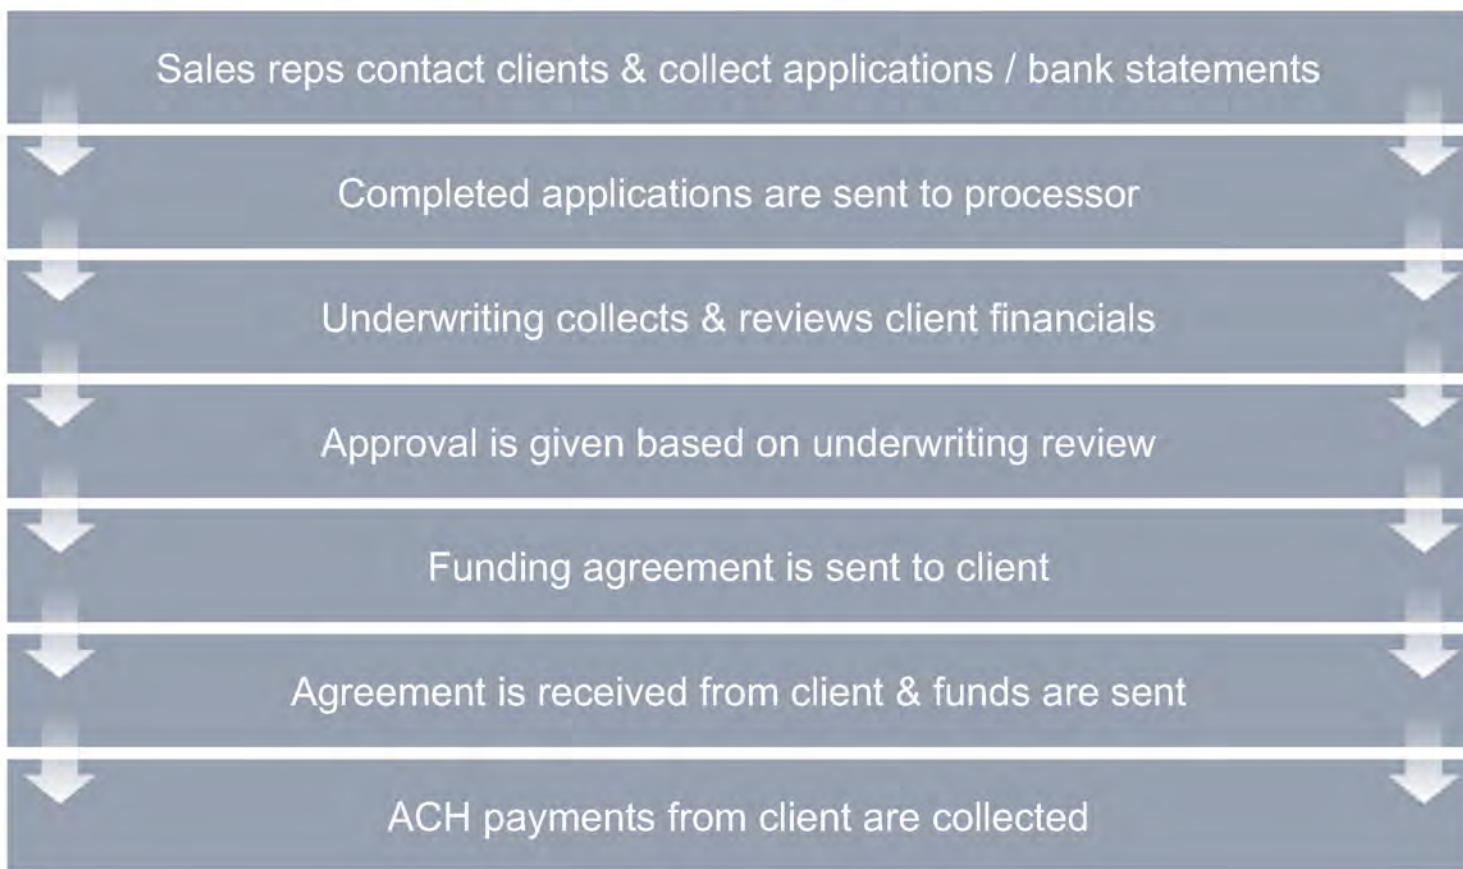 Sales reps contact clients & collect applications / bank statements
Completed applications are sent to processor
Underwriting collects & reviews client financials
Approval is given based on underwriting review
Funding agreement is sent to client
Agreement is received from client & funds are sent
ACH payments from client are collected